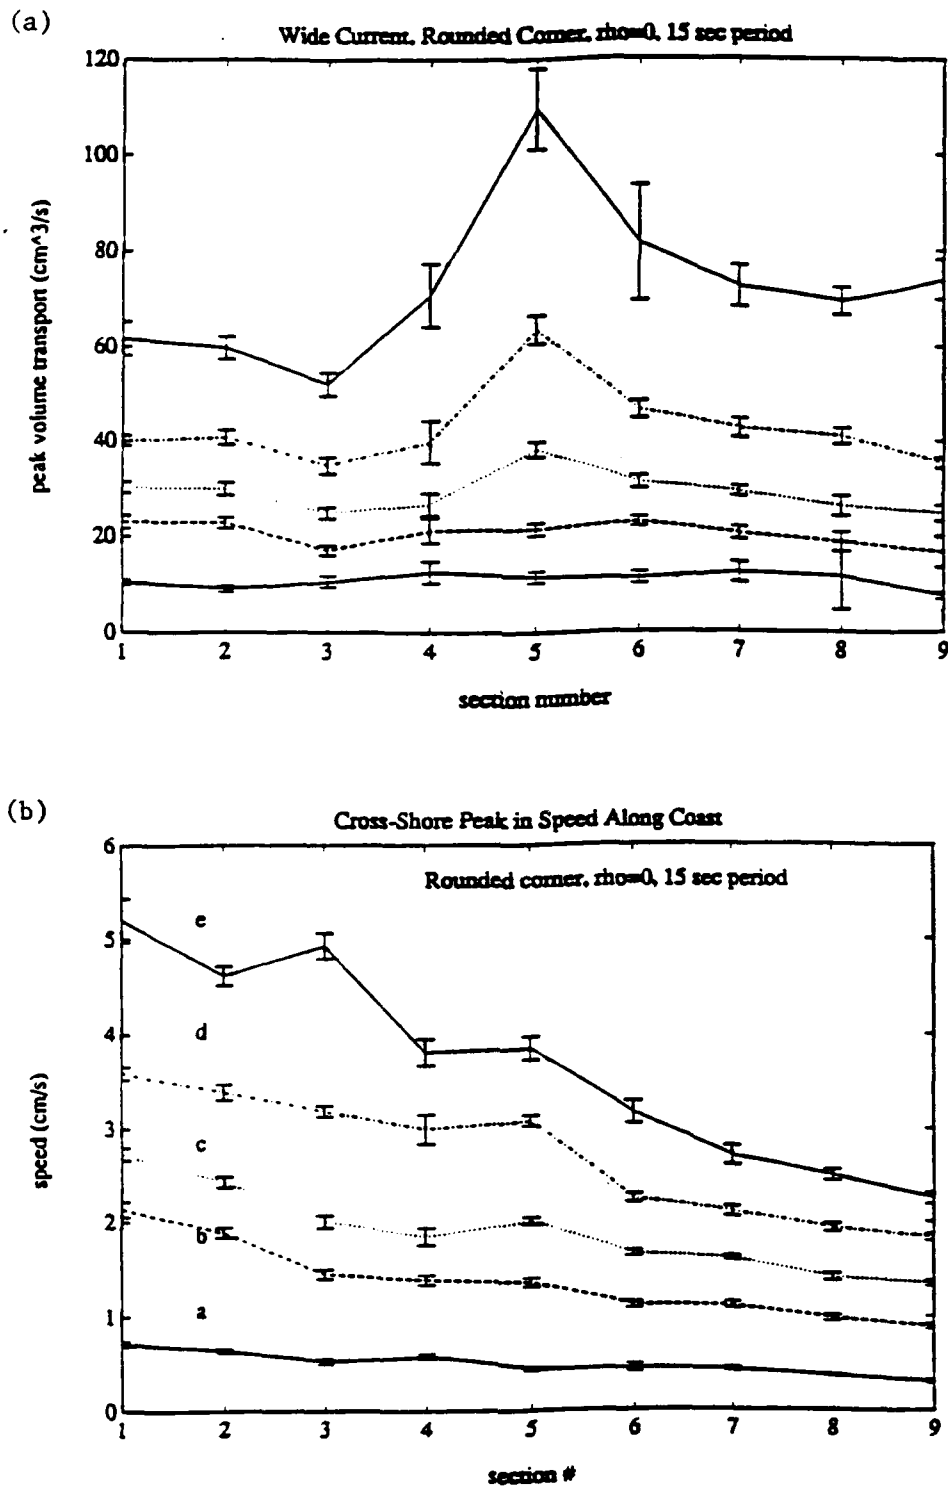 (a)
Wide Current, Rounded Corner, rho=0, 15 sec period
120
100
80
60
40
20
0
peak volume transport (cm^3/s)
1 2 3 4 5 6 7 8 9
section number
(b)
Cross-Shore Peak in Speed Along Coast
Rounded corner, rho=0, 15 sec period
6
5
4
3
2
1
0
speed (cm/s)
e
d
c
b
a
1 2 3 4 5 6 7 8 9
section #